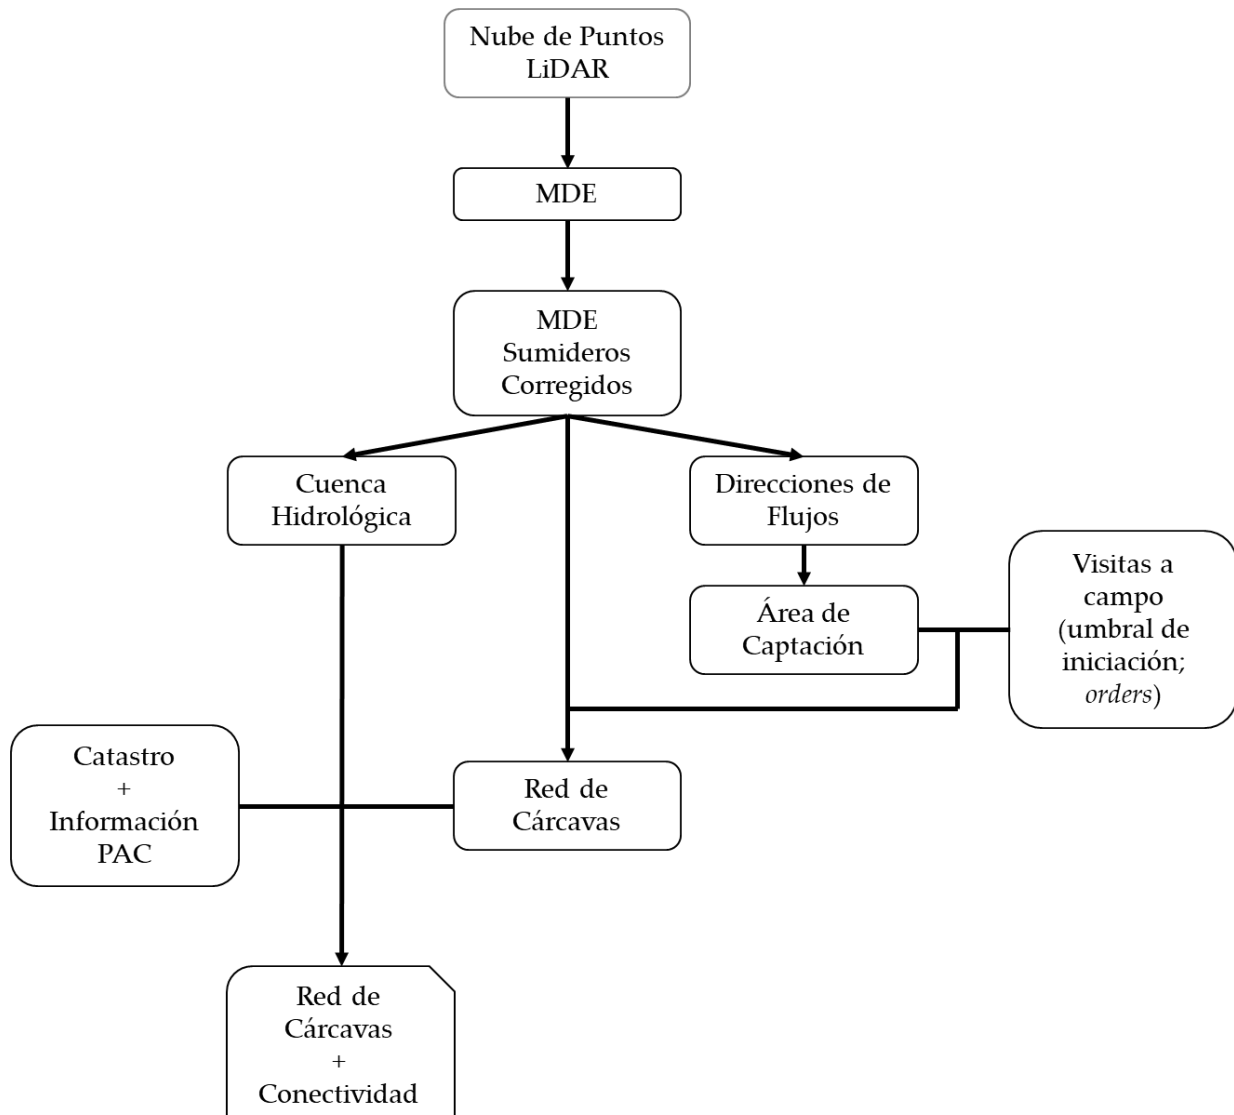 Nube de Puntos
LiDAR
MDE
MDE
Sumideros
Corregidos
Cuenca
Hidrológica
Direcciones de
Flujos
Área de
Captación
Visitas a
campo
(umbral de
iniciación;
orders)
Catastro
+
Información
PAC
Red de
Cárcavas
Red de
Cárcavas
+
Conectividad